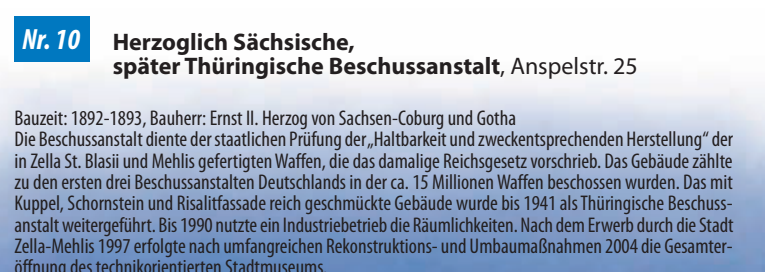 Nr. 10
Herzoglich Sächsische,
später Thüringische Beschussanstalt, Anspelstr. 25
Bauzeit: 1892-1893, Bauherr: Ernst II. Herzog von Sachsen-Coburg und Gotha
Die Beschussanstalt diente der staatlichen Prüfung der „Haltbarkeit und zweckentsprechenden Herstellung“ der
in Zella St. Blasii und Mehlis gefertigten Waffen, die das damalige Reichsgesetz vorschrieb. Das Gebäude zählte
zu den ersten drei Beschussanstalten Deutschlands in der ca. 15 Millionen Waffen beschossen wurden. Das mit
Kuppel, Schornstein und Risalitfassade reich geschmückte Gebäude wurde bis 1941 als Thüringische Beschuss-
anstalt weitergeführt. Bis 1990 nutzte ein Industriebetrieb die Räumlichkeiten. Nach dem Erwerb durch die Stadt
Zella-Mehlis 1997 erfolgte nach umfangreichen Rekonstruktions- und Umbaumaßnahmen 2004 die Gesamter-
öffnung des technikorientierten Stadtmuseums.